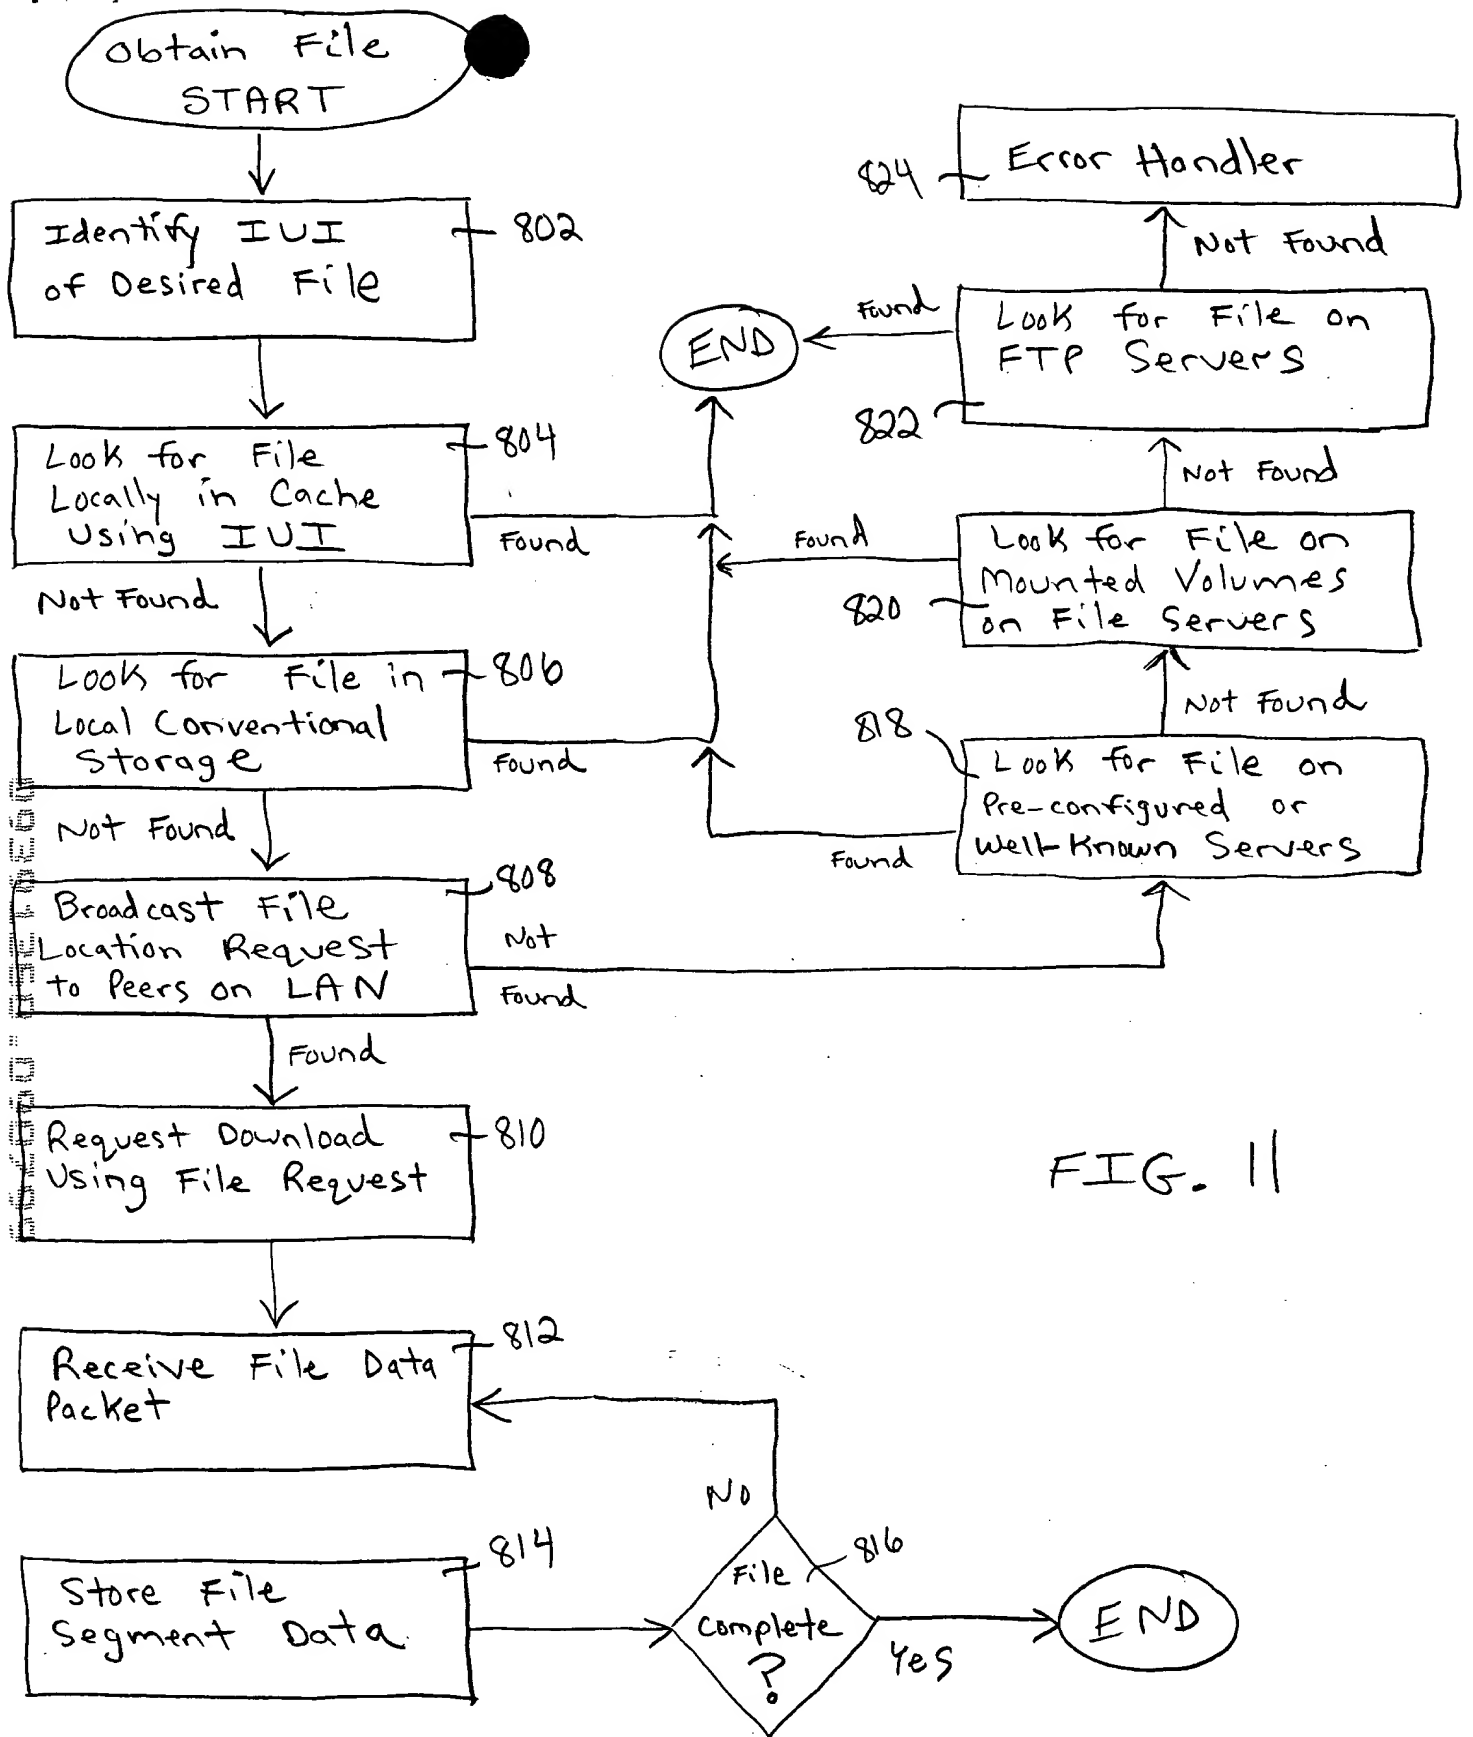 Obtain File
START
Identify IUI
of Desired File
802
Look for File
Locally in Cache
Using IUI
804
Found
Not Found
Look for File in
Local Conventional
Storage
806
Found
Not Found
Broadcast File
Location Request
to Peers on LAN
808
Not
Found
Found
Request Download
Using File Request
810
Receive File Data
Packet
812
Store File
Segment Data
814
No
File
Complete
?
816
Yes
END
END
Error Handler
824
Not Found
Found
Look for File on
FTP Servers
822
Not Found
Found
Look for File on
Mounted Volumes
on File Servers
820
Not Found
818
Look for File on
Pre-configured or
Well-Known Servers
Found
FIG. 11